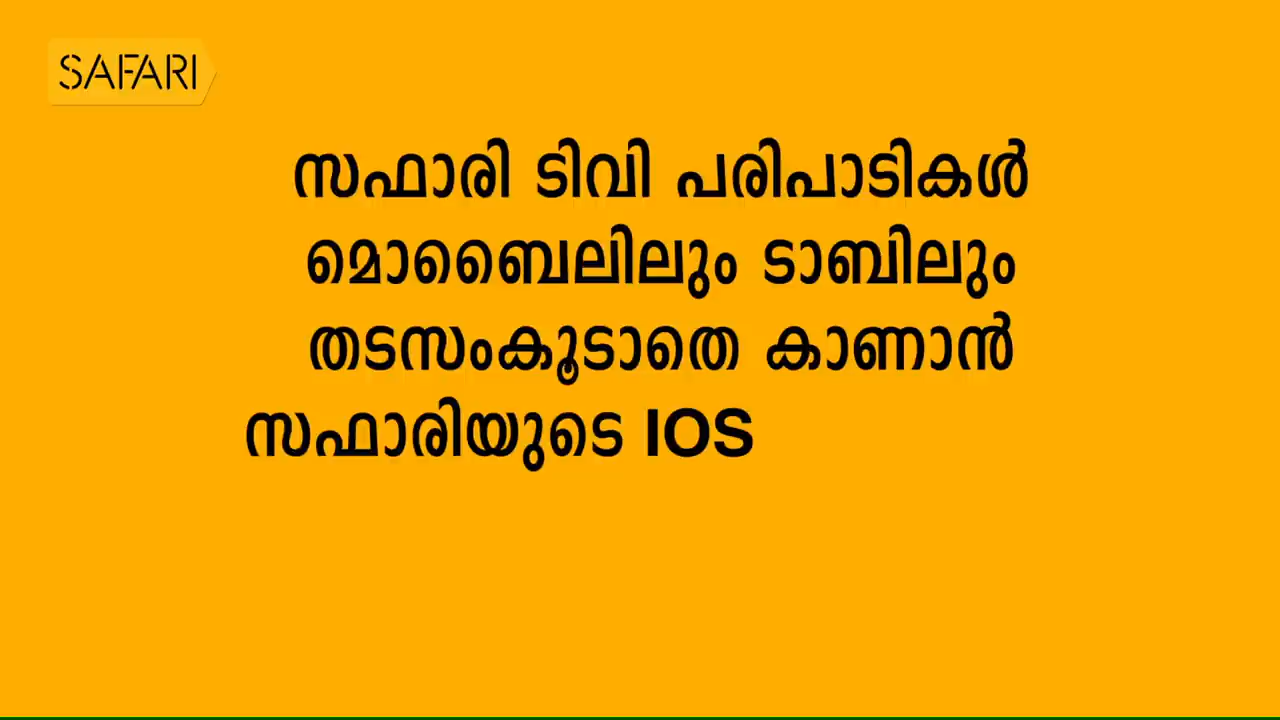 SAFARI
സഫാരി ടിവി പരിപാടികൾ
മൊബൈലിലും ടാബിലും
തടസംകൂടാതെ കാണാൻ
സഫാരിയുടെ IOS